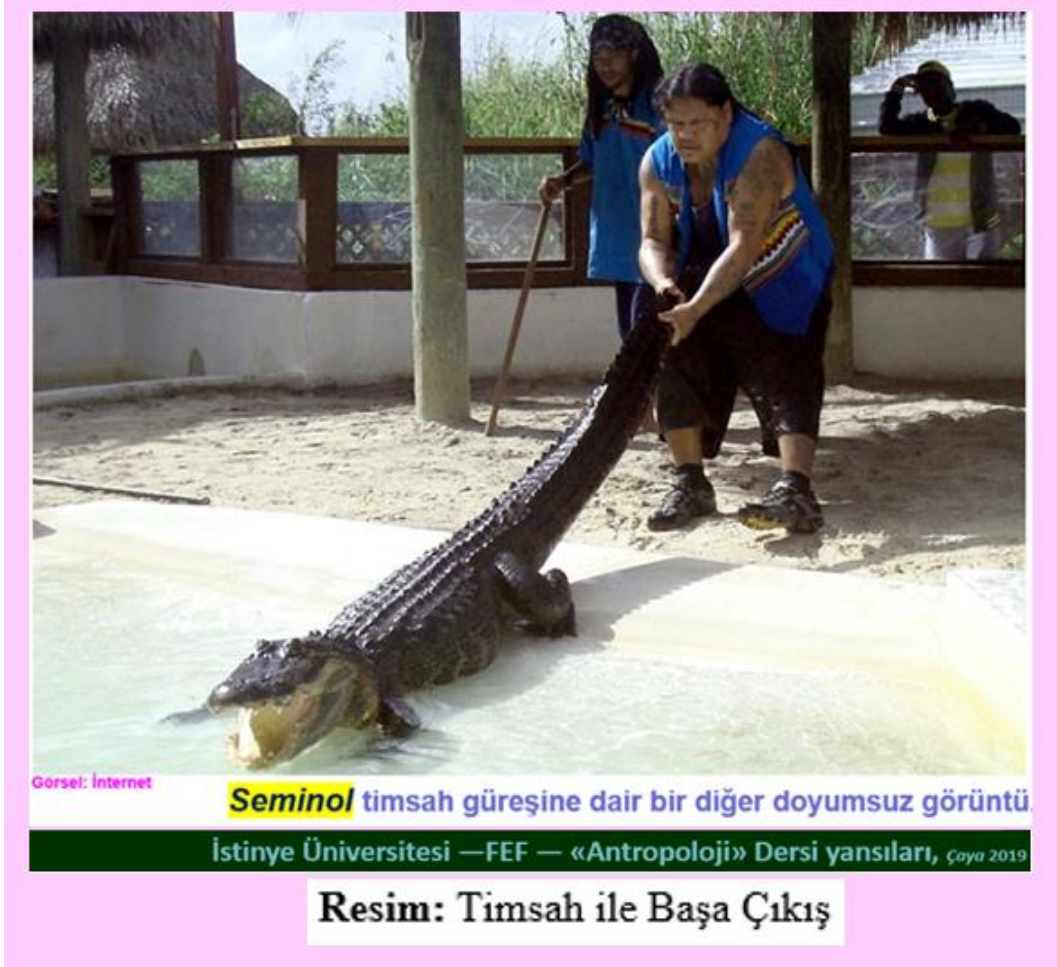 Görsel: İnternet
Seminol timsah güreşine dair bir diğer doyumsuz görüntü.
İstinye Üniversitesi —FEF — «Antropoloji» Dersi yansıları, Çaya 2019
Resim: Timsah ile Başa Çıkış